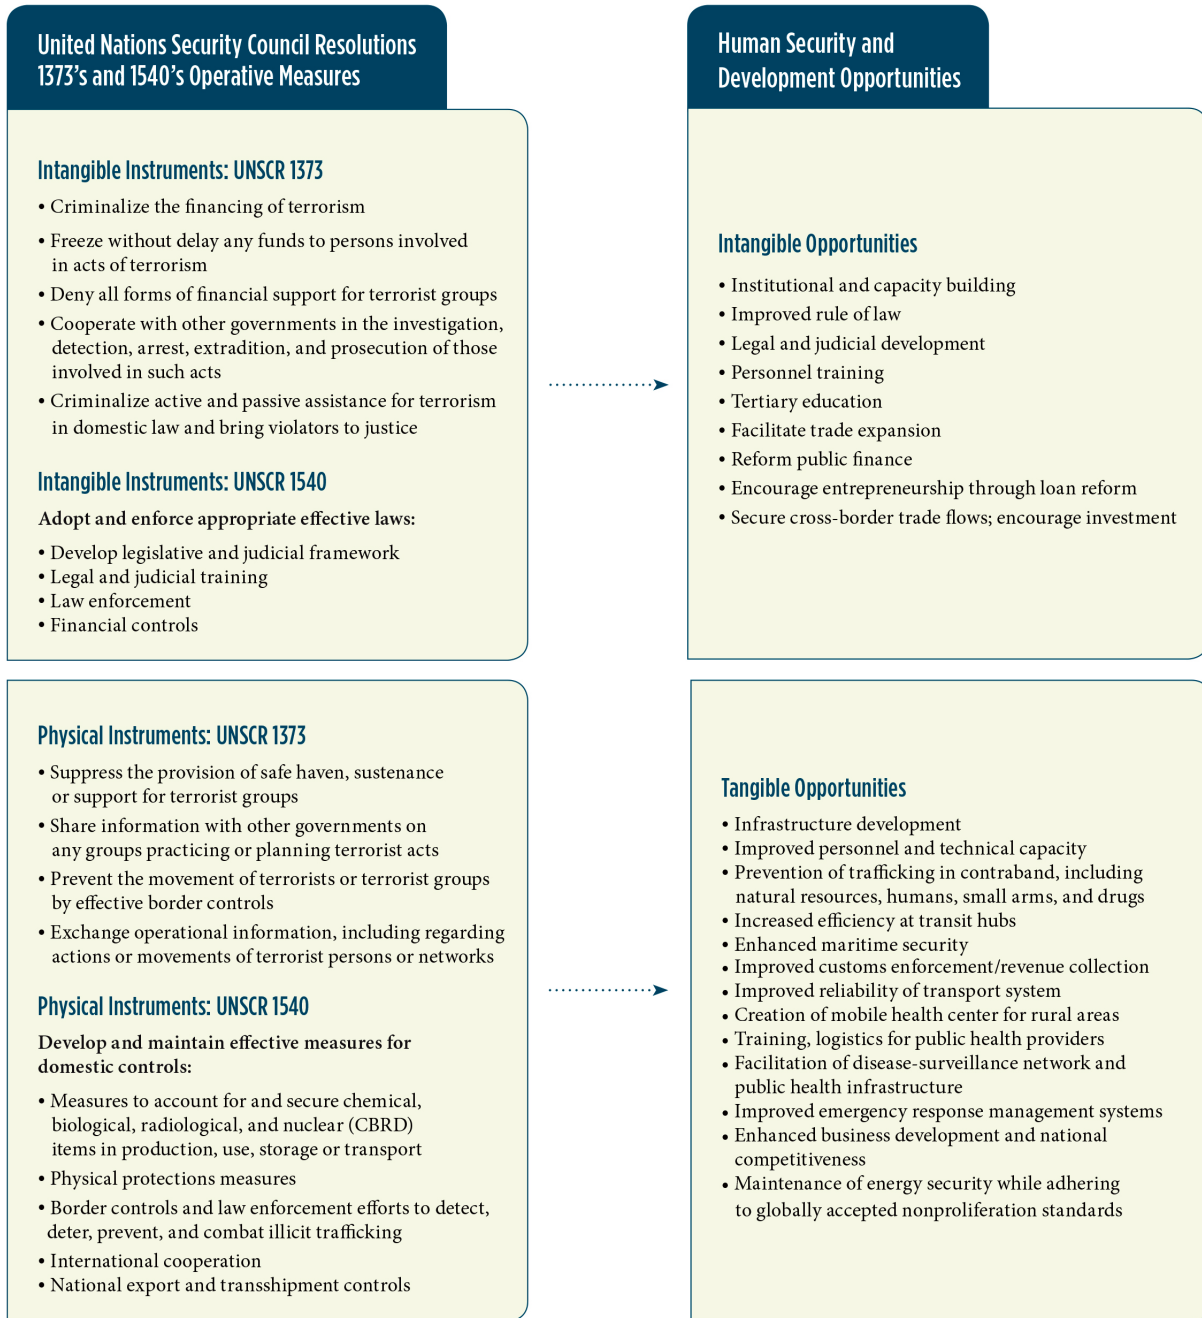 United Nations Security Council Resolutions
1373’s and 1540’s Operative Measures
Intangible Instruments: UNSCR 1373
• Criminalize the financing of terrorism
• Freeze without delay any funds to persons involved
in acts of terrorism
• Deny all forms of financial support for terrorist groups
• Cooperate with other governments in the investigation,
detection, arrest, extradition, and prosecution of those
involved in such acts
• Criminalize active and passive assistance for terrorism
in domestic law and bring violators to justice
Intangible Instruments: UNSCR 1540
Adopt and enforce appropriate effective laws:
• Develop legislative and judicial framework
• Legal and judicial training
• Law enforcement
• Financial controls
Human Security and
Development Opportunities
Intangible Opportunities
• Institutional and capacity building
• Improved rule of law
• Legal and judicial development
• Personnel training
• Tertiary education
• Facilitate trade expansion
• Reform public finance
• Encourage entrepreneurship through loan reform
• Secure cross-border trade flows; encourage investment
Physical Instruments: UNSCR 1373
• Suppress the provision of safe haven, sustenance
or support for terrorist groups
• Share information with other governments on
any groups practicing or planning terrorist acts
• Prevent the movement of terrorists or terrorist groups
by effective border controls
• Exchange operational information, including regarding
actions or movements of terrorist persons or networks
Physical Instruments: UNSCR 1540
Develop and maintain effective measures for
domestic controls:
• Measures to account for and secure chemical,
biological, radiological, and nuclear (CBRD)
items in production, use, storage or transport
• Physical protections measures
• Border controls and law enforcement efforts to detect,
deter, prevent, and combat illicit trafficking
• International cooperation
• National export and transshipment controls
Tangible Opportunities
• Infrastructure development
• Improved personnel and technical capacity
• Prevention of trafficking in contraband, including
natural resources, humans, small arms, and drugs
• Increased efficiency at transit hubs
• Enhanced maritime security
• Improved customs enforcement/revenue collection
• Improved reliability of transport system
• Creation of mobile health center for rural areas
• Training, logistics for public health providers
• Facilitation of disease-surveillance network and
public health infrastructure
• Improved emergency response management systems
• Enhanced business development and national
competitiveness
• Maintenance of energy security while adhering
to globally accepted nonproliferation standards